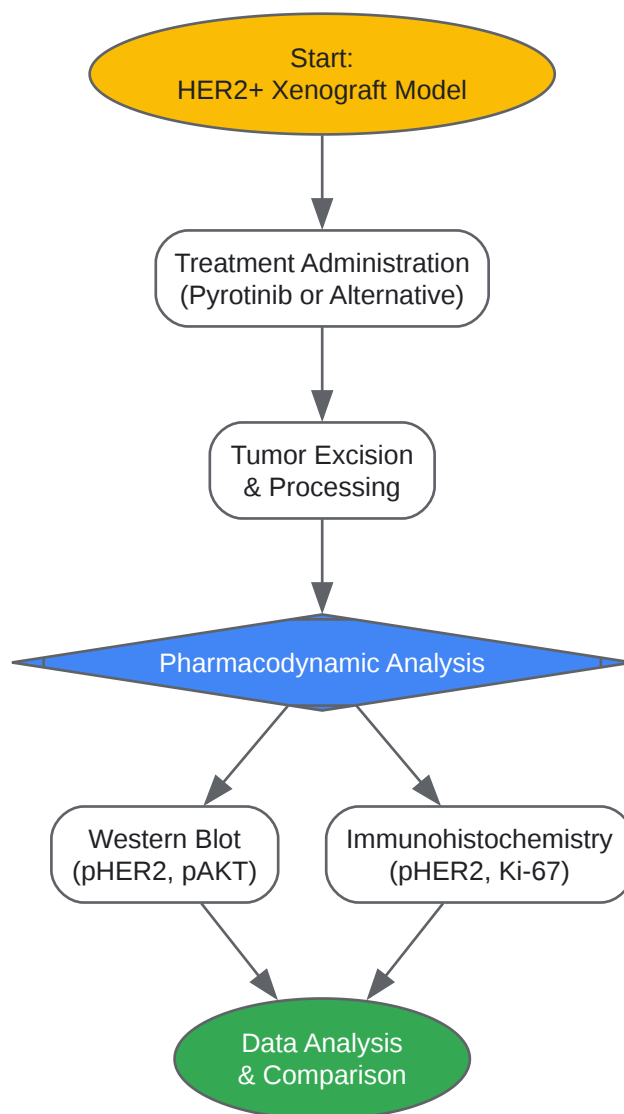 Start:
HER2+ Xenograft Model
Treatment Administration
(Pyrotinib or Alternative)
Tumor Excision
& Processing
Pharmacodynamic Analysis
Western Blot
(pHER2, pAKT)
Immunohistochemistry
(pHER2, Ki-67)
Data Analysis
& Comparison